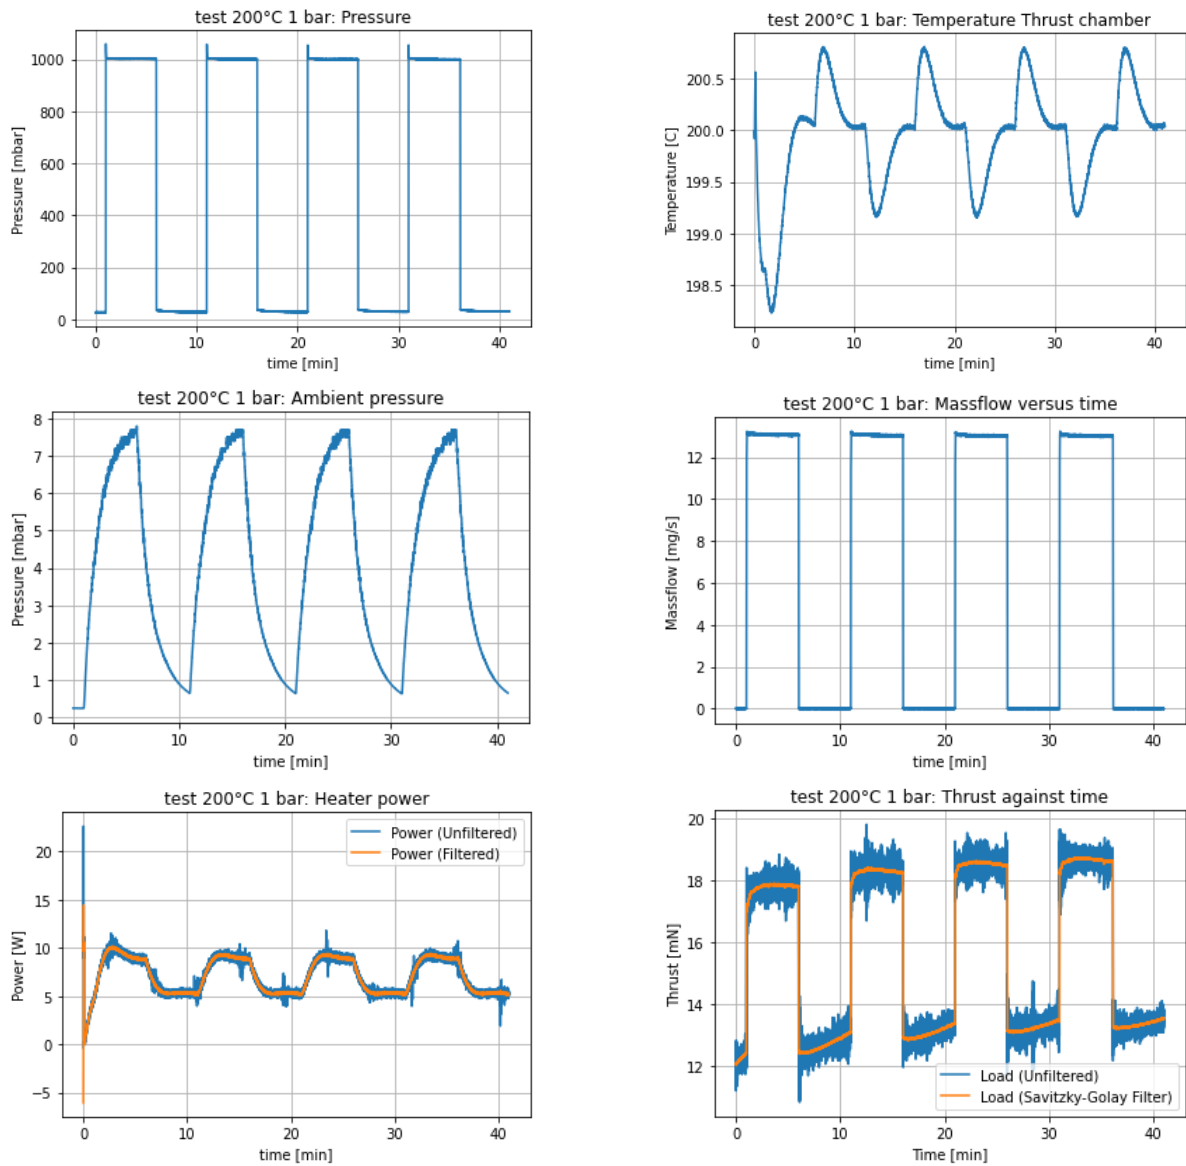 test 200°C 1 bar: Pressure
Pressure [mbar]
1000
800
600
400
200
0
0 10 20 30 40
time [min]
test 200°C 1 bar: Temperature Thrust chamber
Temperature [C]
200.5
200.0
199.5
199.0
198.5
0 10 20 30 40
time [min]
test 200°C 1 bar: Ambient pressure
Pressure [mbar]
8
7
6
5
4
3
2
1
0
0 10 20 30 40
time [min]
test 200°C 1 bar: Massflow versus time
Massflow [mg/s]
12
10
8
6
4
2
0
0 10 20 30 40
time [min]
test 200°C 1 bar: Heater power
Power (Unfiltered)
Power (Filtered)
Power [W]
20
15
10
5
0
−5
0 10 20 30 40
time [min]
test 200°C 1 bar: Thrust against time
Thrust [mN]
20
18
16
14
12
Load (Unfiltered)
Load (Savitzky-Golay Filter)
0 10 20 30 40
Time [min]